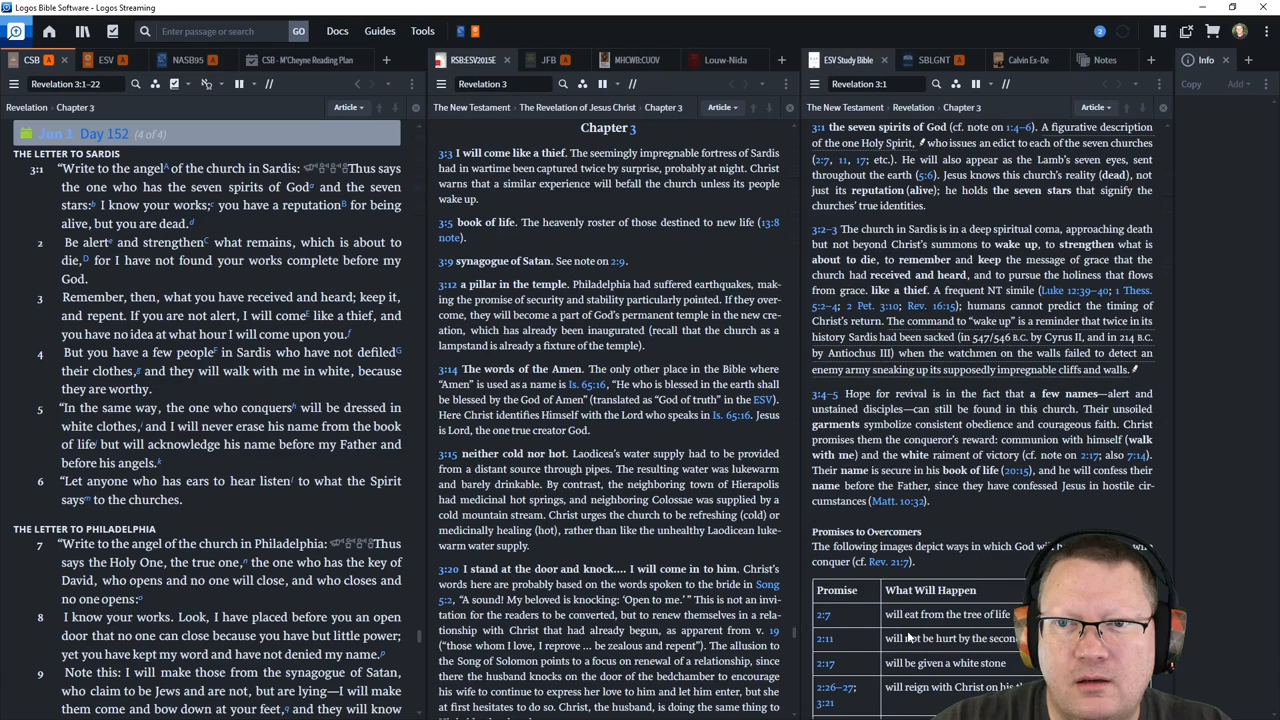 Logos Bible Software - Logos Streaming
Enter passage or search GO Docs Guides Tools 2
CSB A ESV A NASB95 A CSB - M'Cheyne Reading Plan
Revelation 3:1–22
Revelation Chapter 3 Article
Jun 1 Day 152 (4 of 4)
THE LETTER TO SARDIS
3:1 “Write to the angelA of the church in Sardis: Thus says
the one who has the seven spirits of Goda and the seven
stars:b I know your works;c you have a reputationB for being
alive, but you are dead.d
2 Be alerte and strengthenC what remains, which is about to
die,D for I have not found your works complete before my
God.
3 Remember, then, what you have received and heard; keep it,
and repent. If you are not alert, I will comeE like a thief, and
you have no idea at what hour I will come upon you.f
4 But you have a few peopleF in Sardis who have not defiledG
their clothes,g and they will walk with me in white, because
they are worthy.
5 “In the same way, the one who conquersh will be dressed in
white clothes,i and I will never erase his name from the book
of lifej but will acknowledge his name before my Father and
before his angels.k
6 “Let anyone who has ears to hear listenl to what the Spirit
saysm to the churches.
THE LETTER TO PHILADELPHIA
7 “Write to the angel of the church in Philadelphia: Thus
says the Holy One, the true one,n the one who has the key of
David, who opens and no one will close, and who closes and
no one opens:o
8 I know your works. Look, I have placed before you an open
door that no one can close because you have but little power;
yet you have kept my word and have not denied my name.p
9 Note this: I will make those from the synagogue of Satan,
who claim to be Jews and are not, but are lying—I will make
them come and bow down at your feet,q and they will know
RSB:ESV2015E JFB A MHCWB:CUOV Louw-Nida
Revelation 3
The New Testament The Revelation of Jesus Christ Chapter 3 Article
Chapter 3
3:3 I will come like a thief. The seemingly impregnable fortress of Sardis
had in wartime been captured twice by surprise, probably at night. Christ
warns that a similar experience will befall the church unless its people
wake up.
3:5 book of life. The heavenly roster of those destined to new life (13:8
note).
3:9 synagogue of Satan. See note on 2:9.
3:12 a pillar in the temple. Philadelphia had suffered earthquakes, mak-
ing the promise of security and stability particularly pointed. If they over-
come, they will become a part of God’s permanent temple in the new cre-
ation, which has already been inaugurated (recall that the church as a
lampstand is already a fixture of the temple).
3:14 The words of the Amen. The only other place in the Bible where
“Amen” is used as a name is Is. 65:16, “He who is blessed in the earth shall
be blessed by the God of Amen” (translated as “God of truth” in the ESV).
Here Christ identifies Himself with the Lord who speaks in Is. 65:16. Jesus
is Lord, the one true creator God.
3:15 neither cold nor hot. Laodicea’s water supply had to be provided
from a distant source through pipes. The resulting water was lukewarm
and barely drinkable. By contrast, the neighboring town of Hierapolis
had medicinal hot springs, and neighboring Colossae was supplied by a
cold mountain stream. Christ urges the church to be refreshing (cold) or
medicinally healing (hot), rather than like the unhealthy Laodicean luke-
warm water supply.
3:20 I stand at the door and knock.… I will come in to him. Christ’s
words here are probably based on the words spoken to the bride in Song
5:2, “A sound! My beloved is knocking: ‘Open to me.’ ” This is not an invi-
tation for the readers to be converted, but to renew themselves in a rela-
tionship with Christ that had already begun, as apparent from v. 19
(“those whom I love, I reprove … be zealous and repent”). The allusion to
the Song of Solomon points to a focus on renewal of a relationship, since
there the husband knocks on the door of the bedchamber to encourage
his wife to continue to express her love to him and let him enter, but she
at first hesitates to do so. Christ, the husband, is doing the same thing to
ESV Study Bible SBLGNT A Calvin Ex-De Notes
Revelation 3:1
The New Testament Revelation Chapter 3 Article
3:1 the seven spirits of God (cf. note on 1:4–6). A figurative description
of the one Holy Spirit, who issues an edict to each of the seven churches
(2:7, 11, 17; etc.). He will also appear as the Lamb’s seven eyes, sent
throughout the earth (5:6). Jesus knows this church’s reality (dead), not
just its reputation (alive); he holds the seven stars that signify the
churches’ true identities.
3:2–3 The church in Sardis is in a deep spiritual coma, approaching death
but not beyond Christ’s summons to wake up, to strengthen what is
about to die, to remember and keep the message of grace that the
church had received and heard, and to pursue the holiness that flows
from grace. like a thief. A frequent NT simile (Luke 12:39–40; 1 Thess.
5:2–4; 2 Pet. 3:10; Rev. 16:15); humans cannot predict the timing of
Christ’s return. The command to “wake up” is a reminder that twice in its
history Sardis had been sacked (in 547/546 B.C. by Cyrus II, and in 214 B.C.
by Antiochus III) when the watchmen on the walls failed to detect an
enemy army sneaking up its supposedly impregnable cliffs and walls.
3:4–5 Hope for revival is in the fact that a few names—alert and
unstained disciples—can still be found in this church. Their unsoiled
garments symbolize consistent obedience and courageous faith. Christ
promises them the conqueror’s reward: communion with himself (walk
with me) and the white raiment of victory (cf. note on 2:17; also 7:14).
Their name is secure in his book of life (20:15), and he will confess their
name before the Father, since they have confessed Jesus in hostile cir-
cumstances (Matt. 10:32).
Promises to Overcomers
The following images depict ways in which God will
conquer (cf. Rev. 21:7).
Promise What Will Happen
2:7 will eat from the tree of life
2:11 will not be hurt by the secon
2:17 will be given a white stone
2:26–27; will reign with Christ on his
3:21
Info
Copy Add